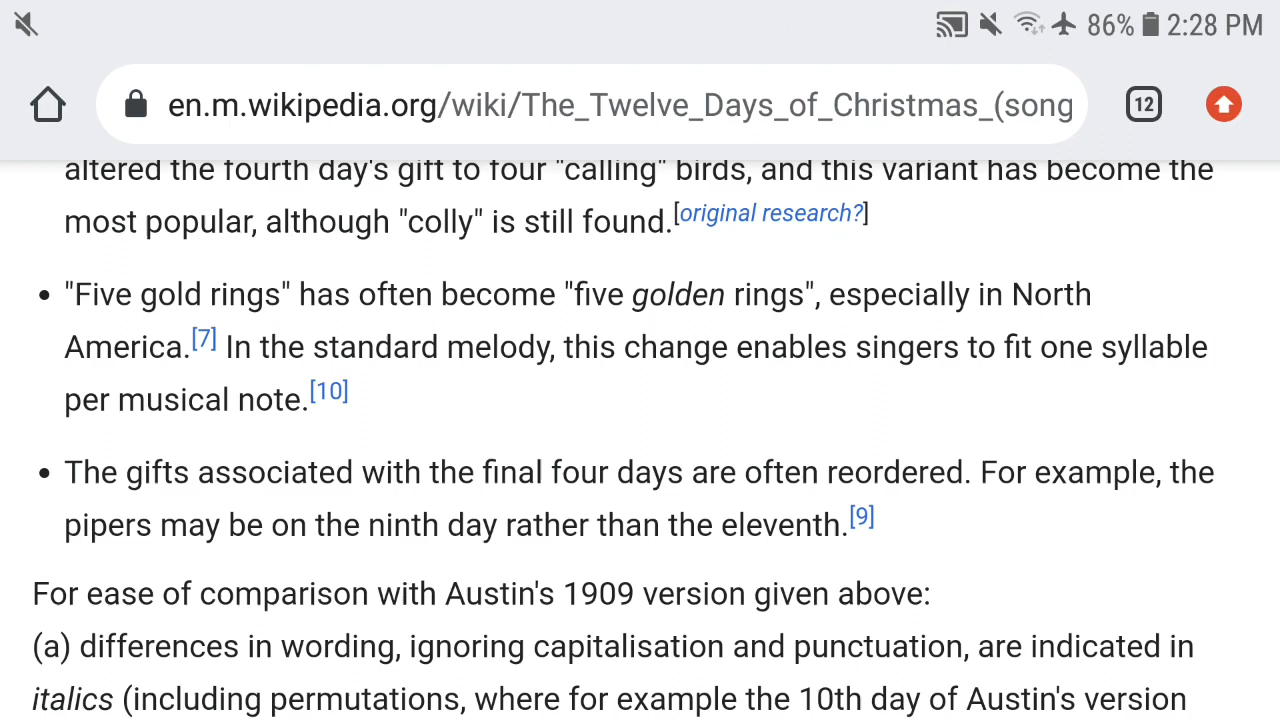 86% 2:28 PM
en.m.wikipedia.org/wiki/The_Twelve_Days_of_Christmas_(song
12
altered the fourth day's gift to four "calling" birds, and this variant has become the
most popular, although "colly" is still found.[original research?]
• "Five gold rings" has often become "five golden rings", especially in North
America.[7] In the standard melody, this change enables singers to fit one syllable
per musical note.[10]
• The gifts associated with the final four days are often reordered. For example, the
pipers may be on the ninth day rather than the eleventh.[9]
For ease of comparison with Austin's 1909 version given above:
(a) differences in wording, ignoring capitalisation and punctuation, are indicated in
italics (including permutations, where for example the 10th day of Austin's version